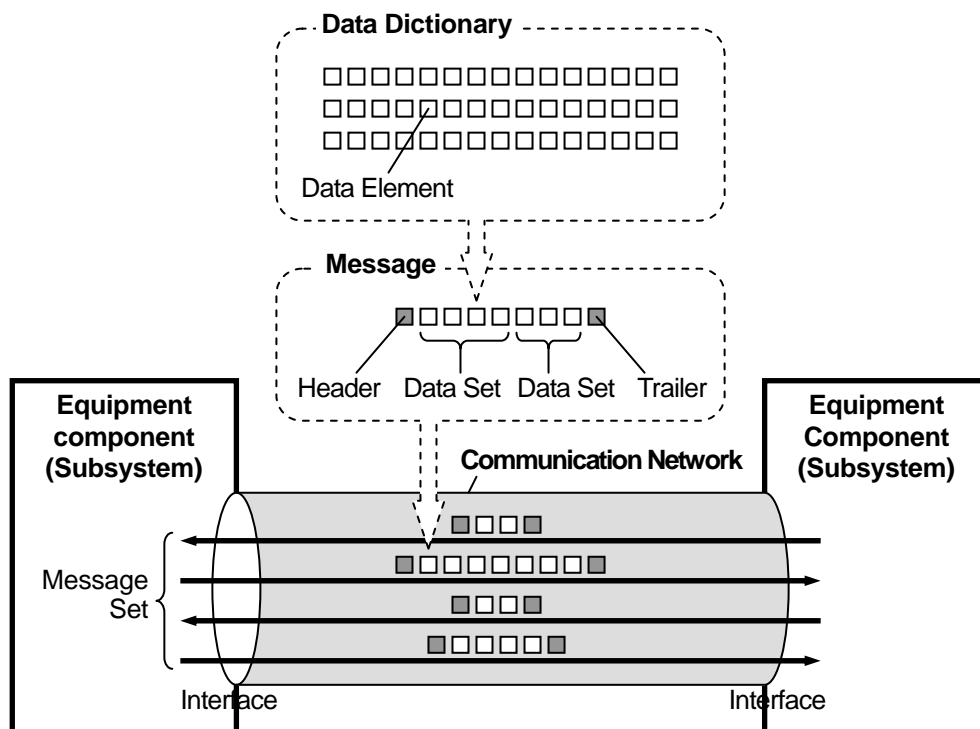 Data Dictionary
Data Element
Message
Header
Data Set
Data Set
Trailer
Equipment
component
(Subsystem)
Equipment
Component
(Subsystem)
Communication Network
Message
Set
Interface
Interface